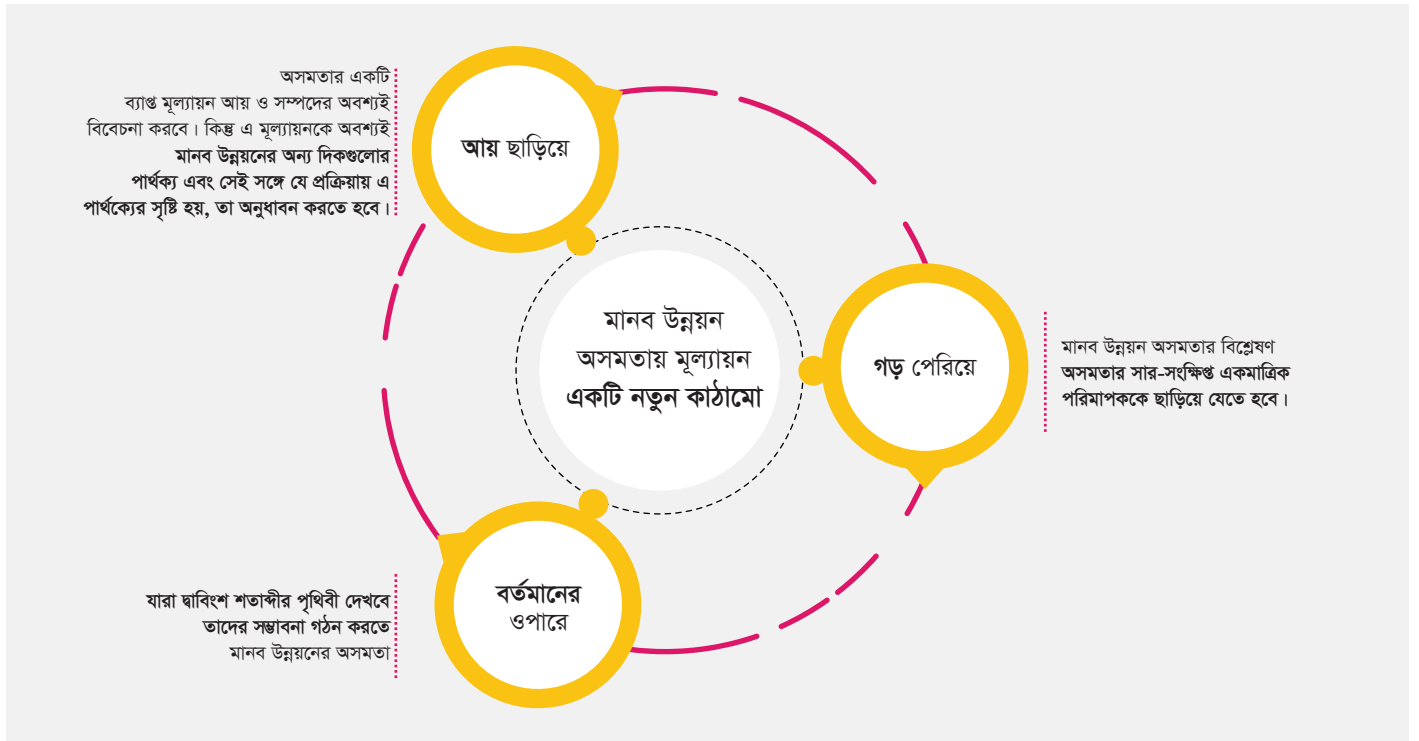 অসমতার একটি
ব্যাপ্ত মূল্যায়ন আয় ও সম্পদের অবশ্যই
বিবেচনা করবে। কিন্তু এ মূল্যায়নকে অবশ্যই
মানব উন্নয়নের অন্য দিকগুলোর
পার্থক্য এবং সেই সঙ্গে যে প্রক্রিয়ায় এ
পার্থক্যের সৃষ্টি হয়, তা অনুধাবন করতে হবে।
আয় ছাড়িয়ে
মানব উন্নয়ন
অসমতায় মূল্যায়ন
একটি নতুন কাঠামো
গড় পেরিয়ে
মানব উন্নয়ন অসমতার বিশ্লেষণ
অসমতার সার-সংক্ষিপ্ত একমাত্রিক
পরিমাপককে ছাড়িয়ে যেতে হবে।
বর্তমানের
ওপারে
যারা দ্বাবিংশ শতাব্দীর পৃথিবী দেখবে
তাদের সম্ভাবনা গঠন করতে
মানব উন্নয়নের অসমতা